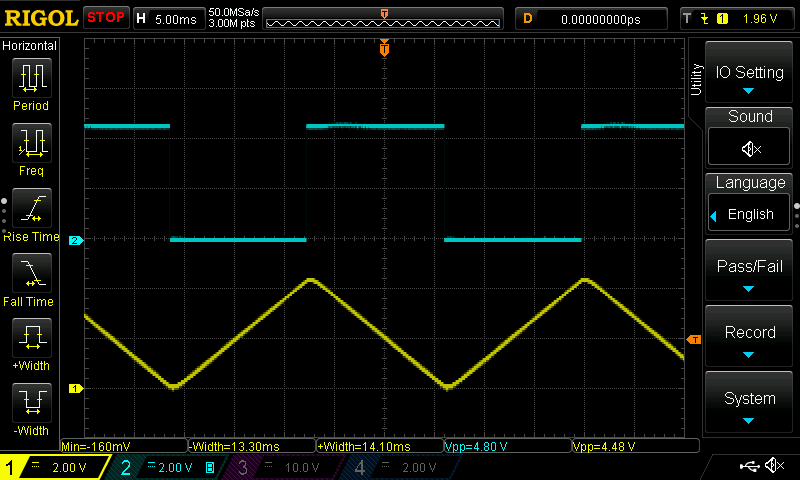 RIGOL STOP H 5.00ms 50.0MSa/s 3.00M pts T D 0.00000000ps T 1 1.96 V
Horizontal
Period
Freq
Rise Time
Fall Time
+Width
-Width
T
2
1
T
Utility
IO Setting
Sound
Language
English
Pass/Fail
Record
System
Min=-160mV -Width=13.30ms +Width=14.10ms Vpp=4.80 V Vpp=4.48 V
1 2.00 V 2 2.00 V B 3 10.0 V 4 2.00 V